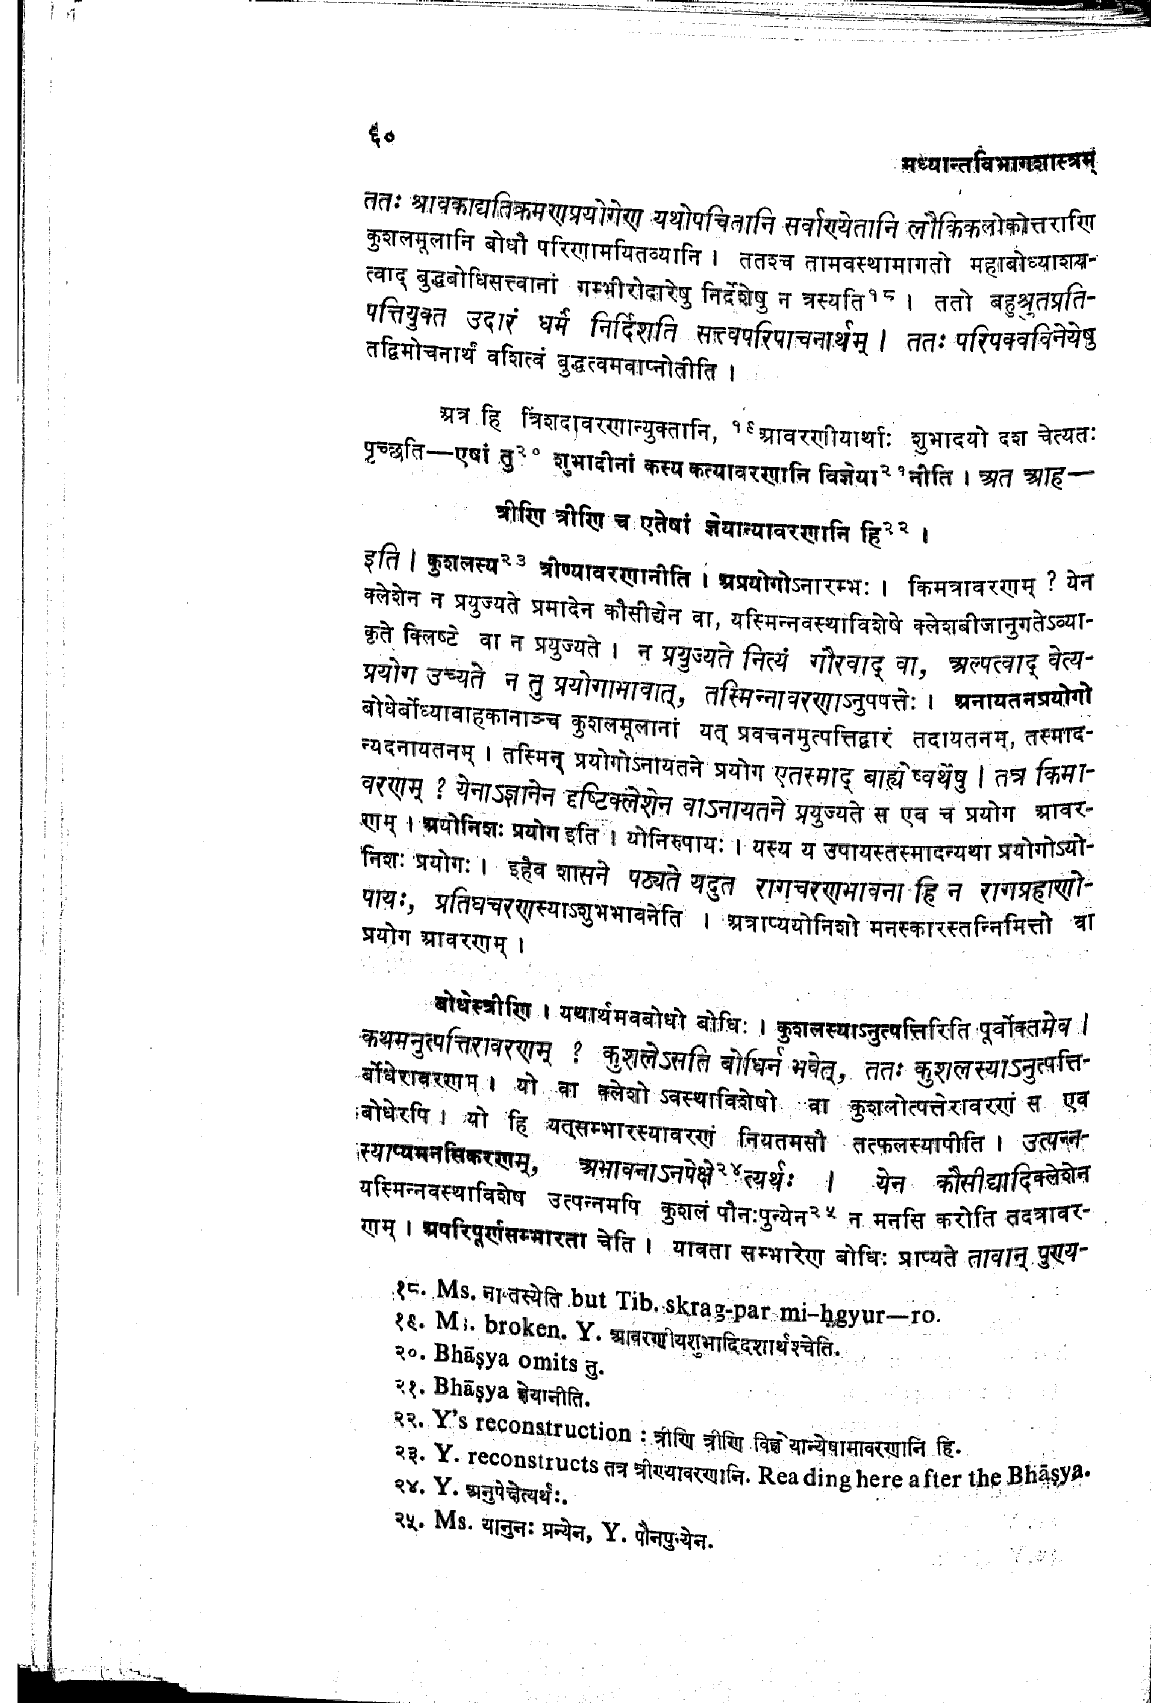 ६०
मध्यान्तविभागशास्त्रम्
ततः श्रावकाद्यतिक्रमणप्रयोगेण यथोपचितानि सर्वाण्येतानि लौकिकलोकोत्तराणि
कुशलमूलानि बोधौ परिणामयितव्यानि । ततश्च तामवस्थामागतो महाबोध्याशय-
त्वाद् बुद्धबोधिसत्त्वानां गम्भीरोदारेषु निर्देशेषु न त्रस्यति१८ । ततो बहुश्रुतप्रति-
पत्तियुक्त उदारं धर्मं निर्दिशति सत्त्वपरिपाचनार्थम् । ततः परिपक्वविनेयेषु
तद्विमोचनार्थं वशित्वं बुद्धत्वमवाप्नोतीति ।
अत्र हि त्रिंशदावरणान्युक्तानि, १९आवरणीयार्थाः शुभादयो दश चेत्यतः
पृच्छति—एषां तु२० शुभादीनां कस्य कत्यावरणानि विज्ञेया२१नीति । अत आह—
त्रीणि त्रीणि च एतेषां ज्ञेयान्यावरणानि हि२२ ।
इति । कुशलस्य२३ त्रीण्यावरणानीति । अप्रयोगोऽनारम्भः । किमत्रावरणम् ? येन
क्लेशेन न प्रयुज्यते प्रमादेन कौसीद्येन वा, यस्मिन्नवस्थाविशेषे क्लेशबीजानुगतेऽव्या-
कृते क्लिष्टे वा न प्रयुज्यते । न प्रयुज्यते नित्यं गौरवाद् वा, अल्पत्वाद् वेत्य-
प्रयोग उच्यते न तु प्रयोगाभावात्, तस्मिन्नावरणाऽनुपपत्तेः । अनायतनप्रयोगो
बोधेर्बोध्यावाहकानाञ्च कुशलमूलानां यत् प्रवचनमुत्पत्तिद्वारं तदायतनम्, तस्माद-
न्यदनायतनम् । तस्मिन् प्रयोगोऽनायतने प्रयोग एतस्माद् बाह्येष्वर्थेषु । तत्र किमा-
वरणम् ? येनाऽज्ञानेन दृष्टिक्लेशेन वाऽनायतने प्रयुज्यते स एव च प्रयोग आवर-
णम् । अयोनिशः प्रयोग इति । योनिरुपायः । यस्य य उपायस्तस्मादन्यथा प्रयोगोऽयो-
निशः प्रयोगः । इहैव शासने पठ्यते यदुत रागचरणभावना हि न रागप्रहाणो-
पायः, प्रतिघचरणस्याऽशुभभावनेति । अत्राप्ययोनिशो मनस्कारस्तन्निमित्तो वा
प्रयोग आवरणम् ।
बोधेस्त्रीणि । यथार्थमवबोधो बोधिः । कुशलस्याऽनुत्पत्तिरिति पूर्वोक्तमेव ।
कथमनुत्पत्तिरावरणम् ? कुशलेऽसति बोधिर्न भवेत्, ततः कुशलस्याऽनुत्पत्ति-
र्बोधेरावरणम् । यो वा क्लेशो ऽवस्थाविशेषो वा कुशलोत्पत्तेरावरणं स एव
बोधेरपि । यो हि यत्सम्भारस्यावरणं नियतमसौ तत्फलस्यापीति । उत्पन्न-
स्याप्यमनसिकरणम्, अभावनाऽनपेक्षे२४त्यर्थः । येन कौसीद्यादिक्लेशेन
यस्मिन्नवस्थाविशेष उत्पन्नमपि कुशलं पौनःपुन्येन२५ न मनसि करोति तदत्रावर-
णम् । अपरिपूर्णसम्भारता चेति । यावता सम्भारेण बोधिः प्राप्यते तावान् पुण्य-
१८. Ms. but Tib. skrag-par mi-ḥgyur—ro.
१९. Ms. broken. Y. आवरणीयशुभादिदशार्थश्चेति.
२०. Bhāṣya omits तु.
२१. Bhāṣya ज्ञेयानीति.
२२. Y's reconstruction : त्रीणि त्रीणि विज्ञेयान्येषामावरणानि हि.
२३. Y. reconstructs तत्र त्रीण्यावरणानि. Reading here after the Bhāṣya.
२४. Y. अनुपेक्षेत्यर्थः.
२५. Ms. यानुनः प्रन्येन, Y. पौनपुन्येन.